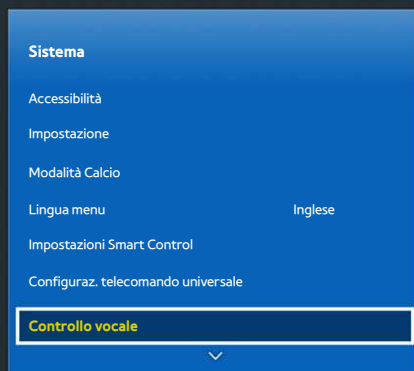 Sistema
Accessibilità
Impostazione
Modalità Calcio
Lingua menu Inglese
Impostazioni Smart Control
Configuraz. telecomando universale
Controllo vocale